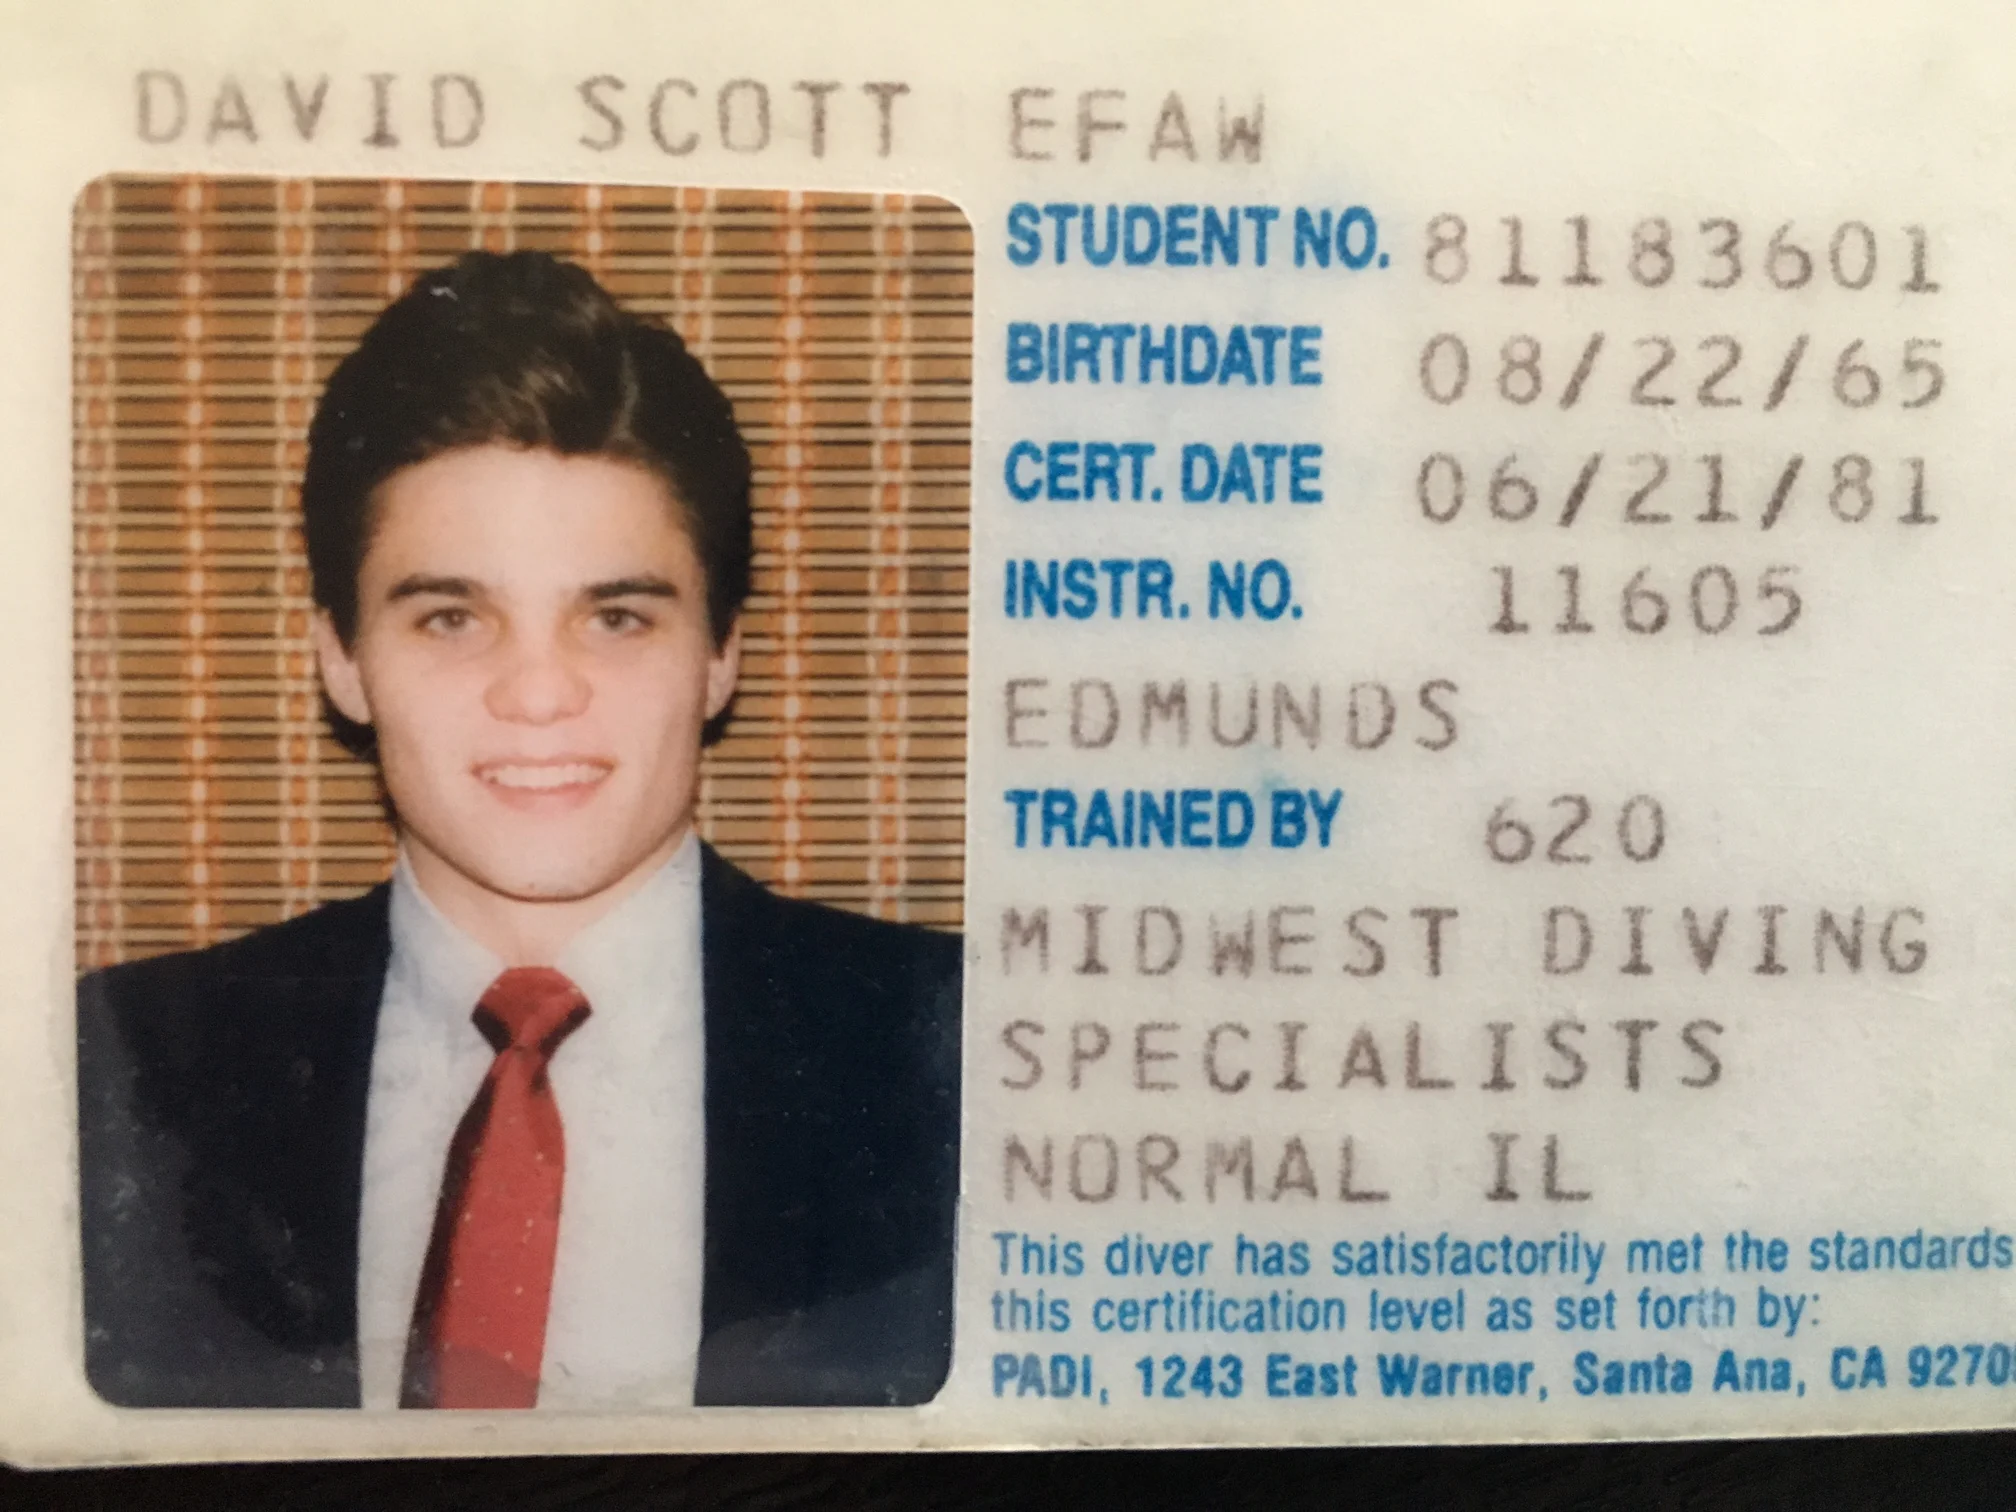 DAVID SCOTT EFAW
STUDENT NO. 81183601
BIRTHDATE 08/22/65
CERT. DATE 06/21/81
INSTR. NO. 11605
EDMUNDS
TRAINED BY 620
MIDWEST DIVING
SPECIALISTS
NORMAL IL
This diver has satisfactorily met the standards
this certification level as set forth by:
PADI, 1243 East Warner, Santa Ana, CA